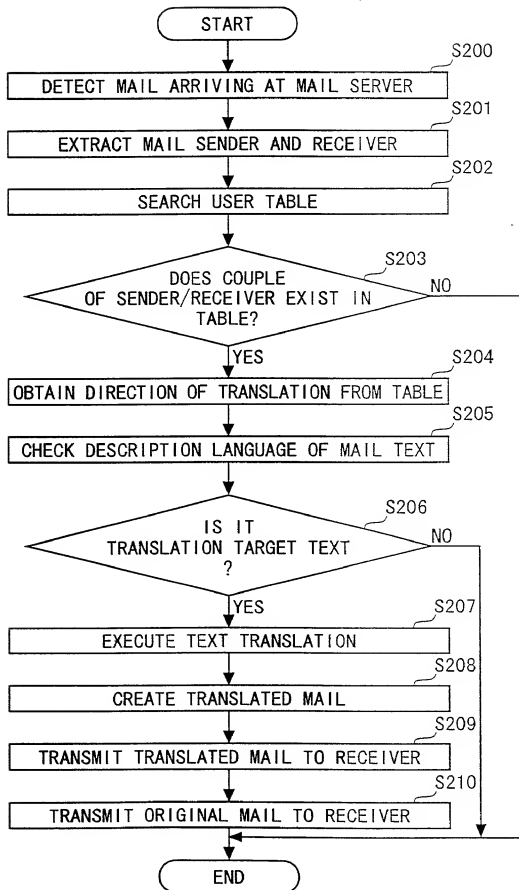 START
S200
DETECT MAIL ARRIVING AT MAIL SERVER
S201
EXTRACT MAIL SENDER AND RECEIVER
S202
SEARCH USER TABLE
S203
DOES COUPLE
OF SENDER/RECEIVER EXIST IN
TABLE?
NO
YES
S204
OBTAIN DIRECTION OF TRANSLATION FROM TABLE
S205
CHECK DESCRIPTION LANGUAGE OF MAIL TEXT
S206
IS IT
TRANSLATION TARGET TEXT
?
NO
YES
S207
EXECUTE TEXT TRANSLATION
S208
CREATE TRANSLATED MAIL
S209
TRANSMIT TRANSLATED MAIL TO RECEIVER
S210
TRANSMIT ORIGINAL MAIL TO RECEIVER
END